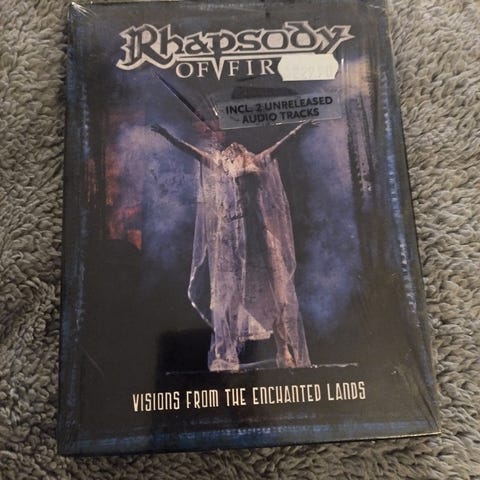 Rhapsody
OF FIR
INCL. 2 UNRELEASED
AUDIO TRACKS
VISIONS FROM THE ENCHANTED LANDS